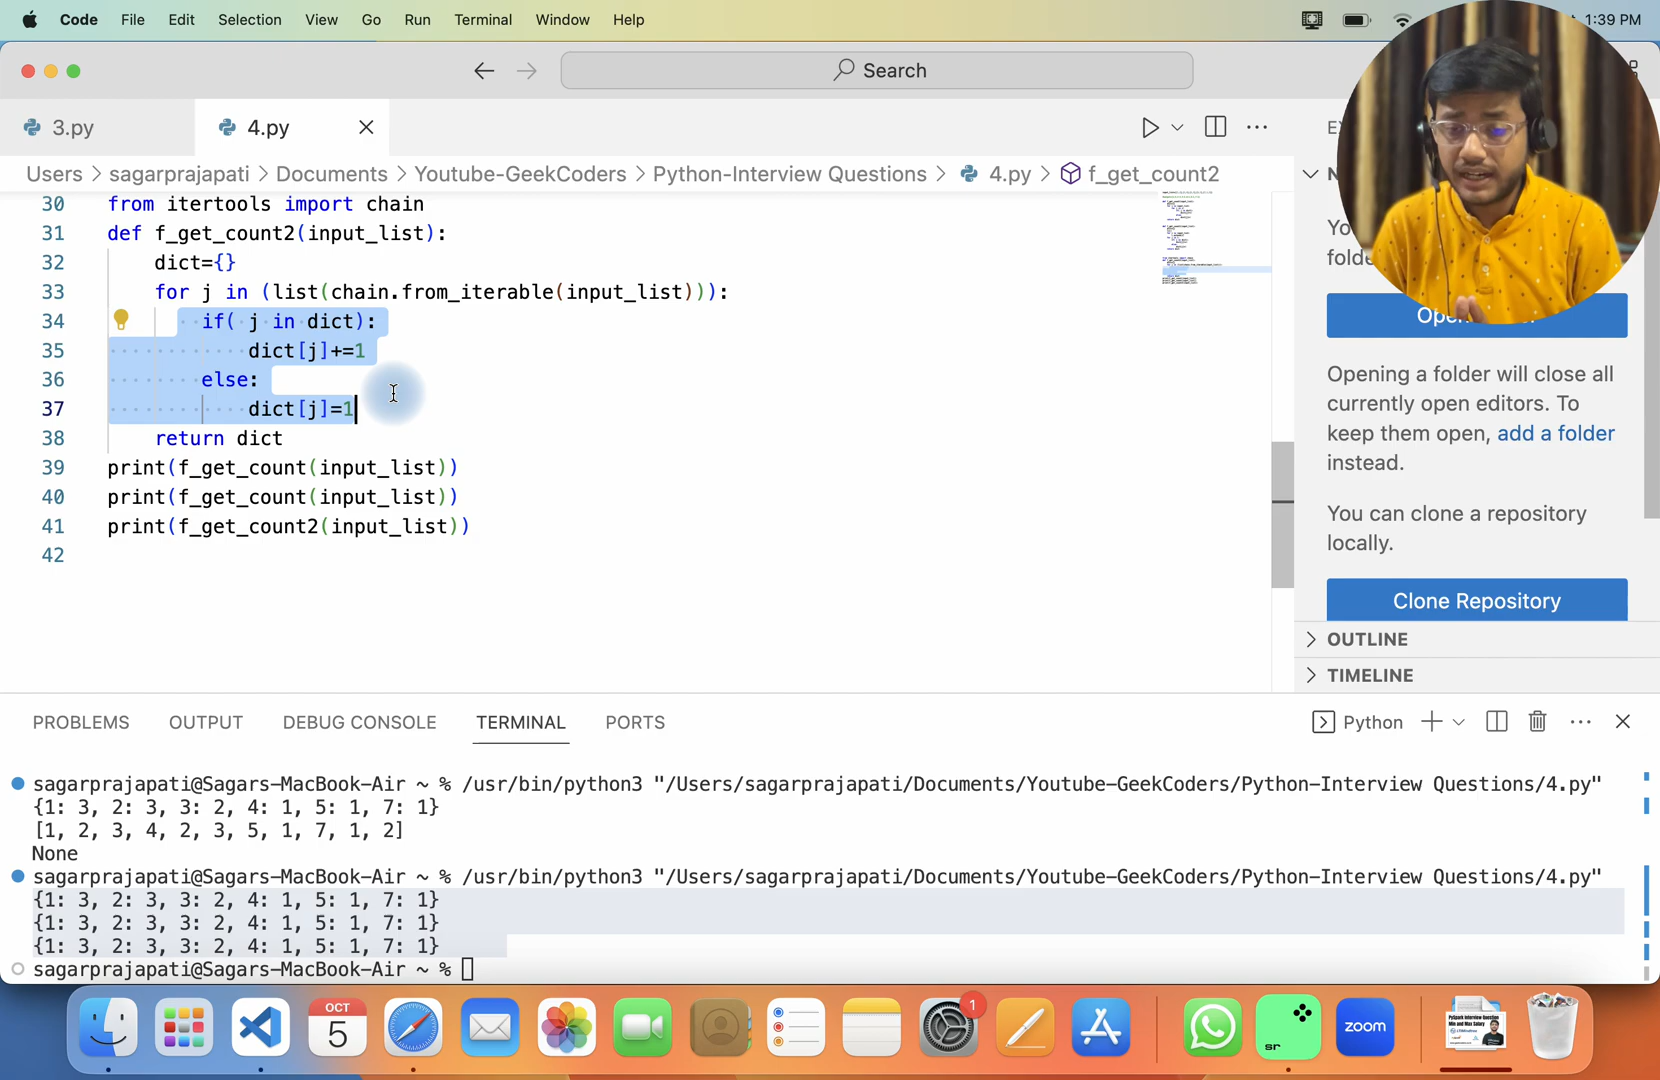 Code File Edit Selection View Go Run Terminal Window Help 1:39 PM
Search
3.py 4.py
Users > sagarprajapati > Documents > Youtube-GeekCoders > Python-Interview Questions > 4.py > f_get_count2
30 from itertools import chain
31 def f_get_count2(input_list):
32 dict={}
33 for j in (list(chain.from_iterable(input_list))):
34 if( j in dict):
35 dict[j]+=1
36 else:
37 dict[j]=1
38 return dict
39 print(f_get_count(input_list))
40 print(f_get_count(input_list))
41 print(f_get_count2(input_list))
42
Opening a folder will close all
currently open editors. To
keep them open, add a folder
instead.
You can clone a repository
locally.
Clone Repository
OUTLINE
TIMELINE
PROBLEMS OUTPUT DEBUG CONSOLE TERMINAL PORTS Python
sagarprajapati@Sagars-MacBook-Air ~ % /usr/bin/python3 "/Users/sagarprajapati/Documents/Youtube-GeekCoders/Python-Interview Questions/4.py"
{1: 3, 2: 3, 3: 2, 4: 1, 5: 1, 7: 1}
[1, 2, 3, 4, 2, 3, 5, 1, 7, 1, 2]
None
sagarprajapati@Sagars-MacBook-Air ~ % /usr/bin/python3 "/Users/sagarprajapati/Documents/Youtube-GeekCoders/Python-Interview Questions/4.py"
{1: 3, 2: 3, 3: 2, 4: 1, 5: 1, 7: 1}
{1: 3, 2: 3, 3: 2, 4: 1, 5: 1, 7: 1}
{1: 3, 2: 3, 3: 2, 4: 1, 5: 1, 7: 1}
sagarprajapati@Sagars-MacBook-Air ~ %
OCT
5
1
sr
zoom
PySpark Interview Question
Min and Max Salary